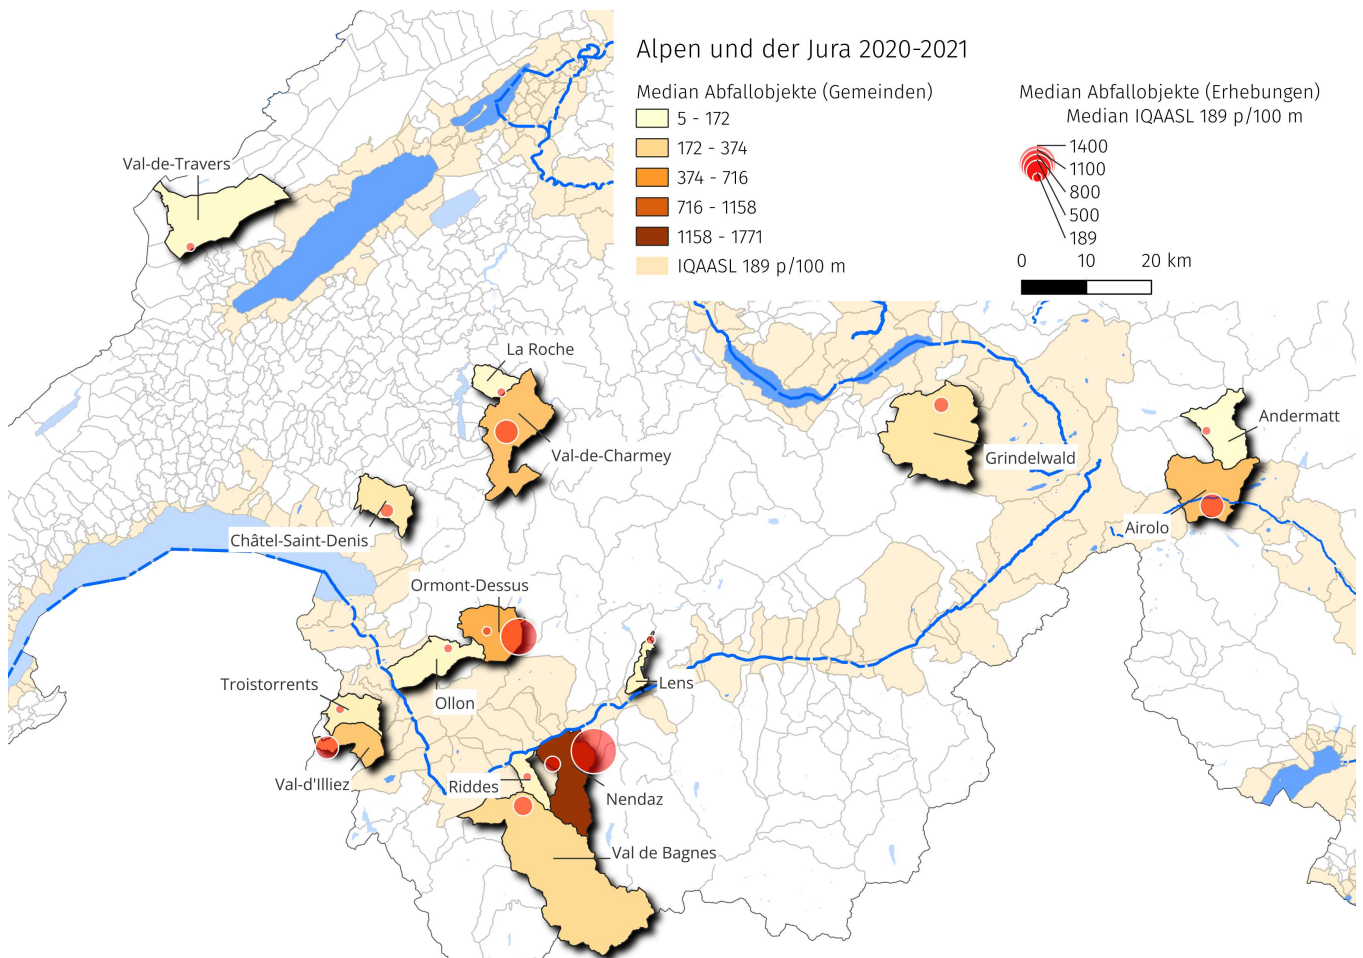 Alpen und der Jura 2020-2021
Median Abfallobjekte (Gemeinden)
5 - 172
172 - 374
374 - 716
716 - 1158
1158 - 1771
IQAASL 189 p/100 m
Median Abfallobjekte (Erhebungen)
Median IQAASL 189 p/100 m
1400
1100
800
500
189
0 10 20 km
Val-de-Travers
La Roche
Val-de-Charmey
Andermatt
Grindelwald
Airolo
Châtel-Saint-Denis
Ormont-Dessus
Troistorrents
Ollon
Lens
Val-d'Illiez
Riddes
Nendaz
Val de Bagnes